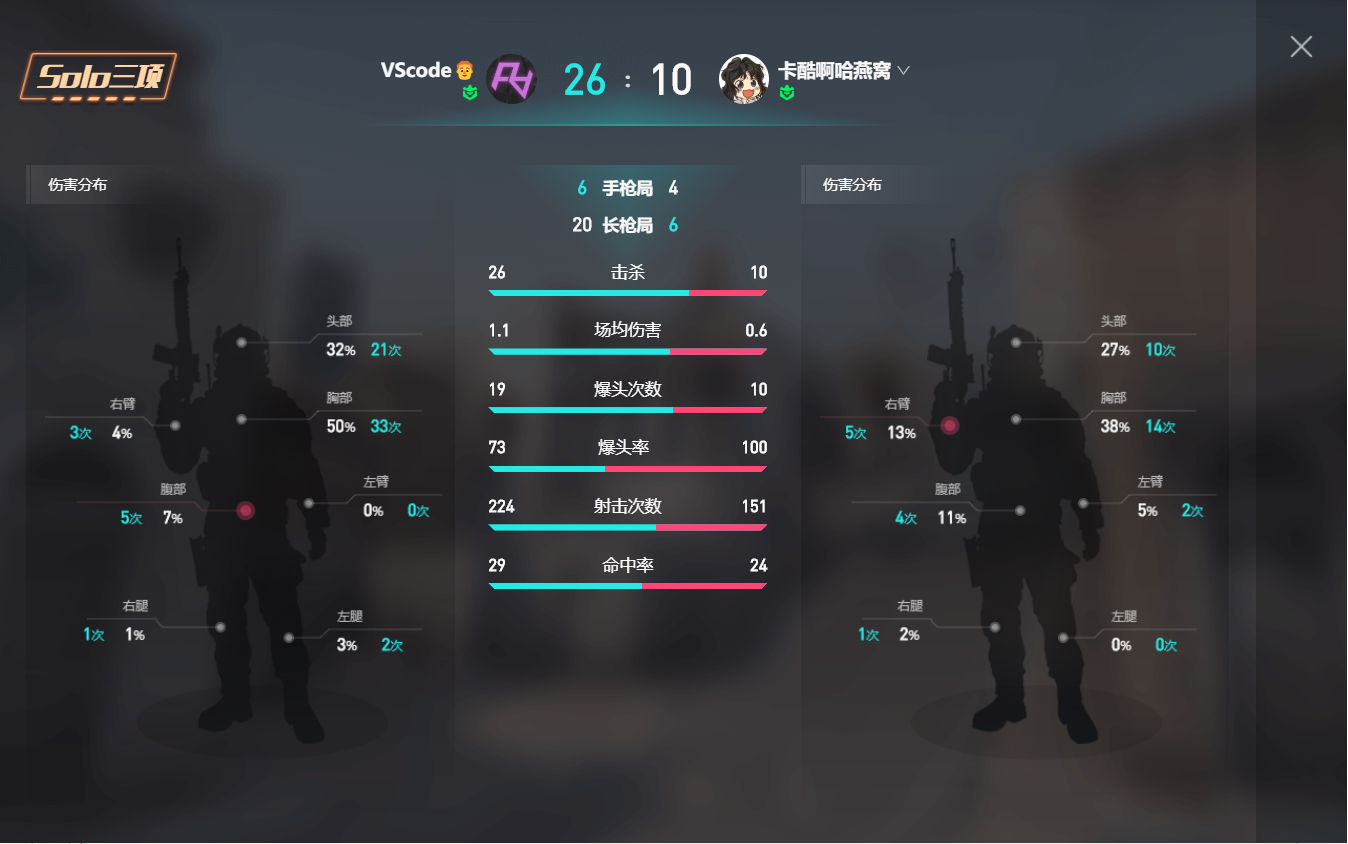 Solo三项
VScode 26 : 10 卡酷啊哈燕窝
伤害分布
头部
32% 21次
右臂
3次 4%
胸部
50% 33次
腹部
5次 7%
左臂
0% 0次
右腿
1次 1%
左腿
3% 2次
6 手枪局 4
20 长枪局 6
26 击杀 10
1.1 场均伤害 0.6
19 爆头次数 10
73 爆头率 100
224 射击次数 151
29 命中率 24
伤害分布
头部
27% 10次
右臂
5次 13%
胸部
38% 14次
腹部
4次 11%
左臂
5% 2次
右腿
1次 2%
左腿
0% 0次